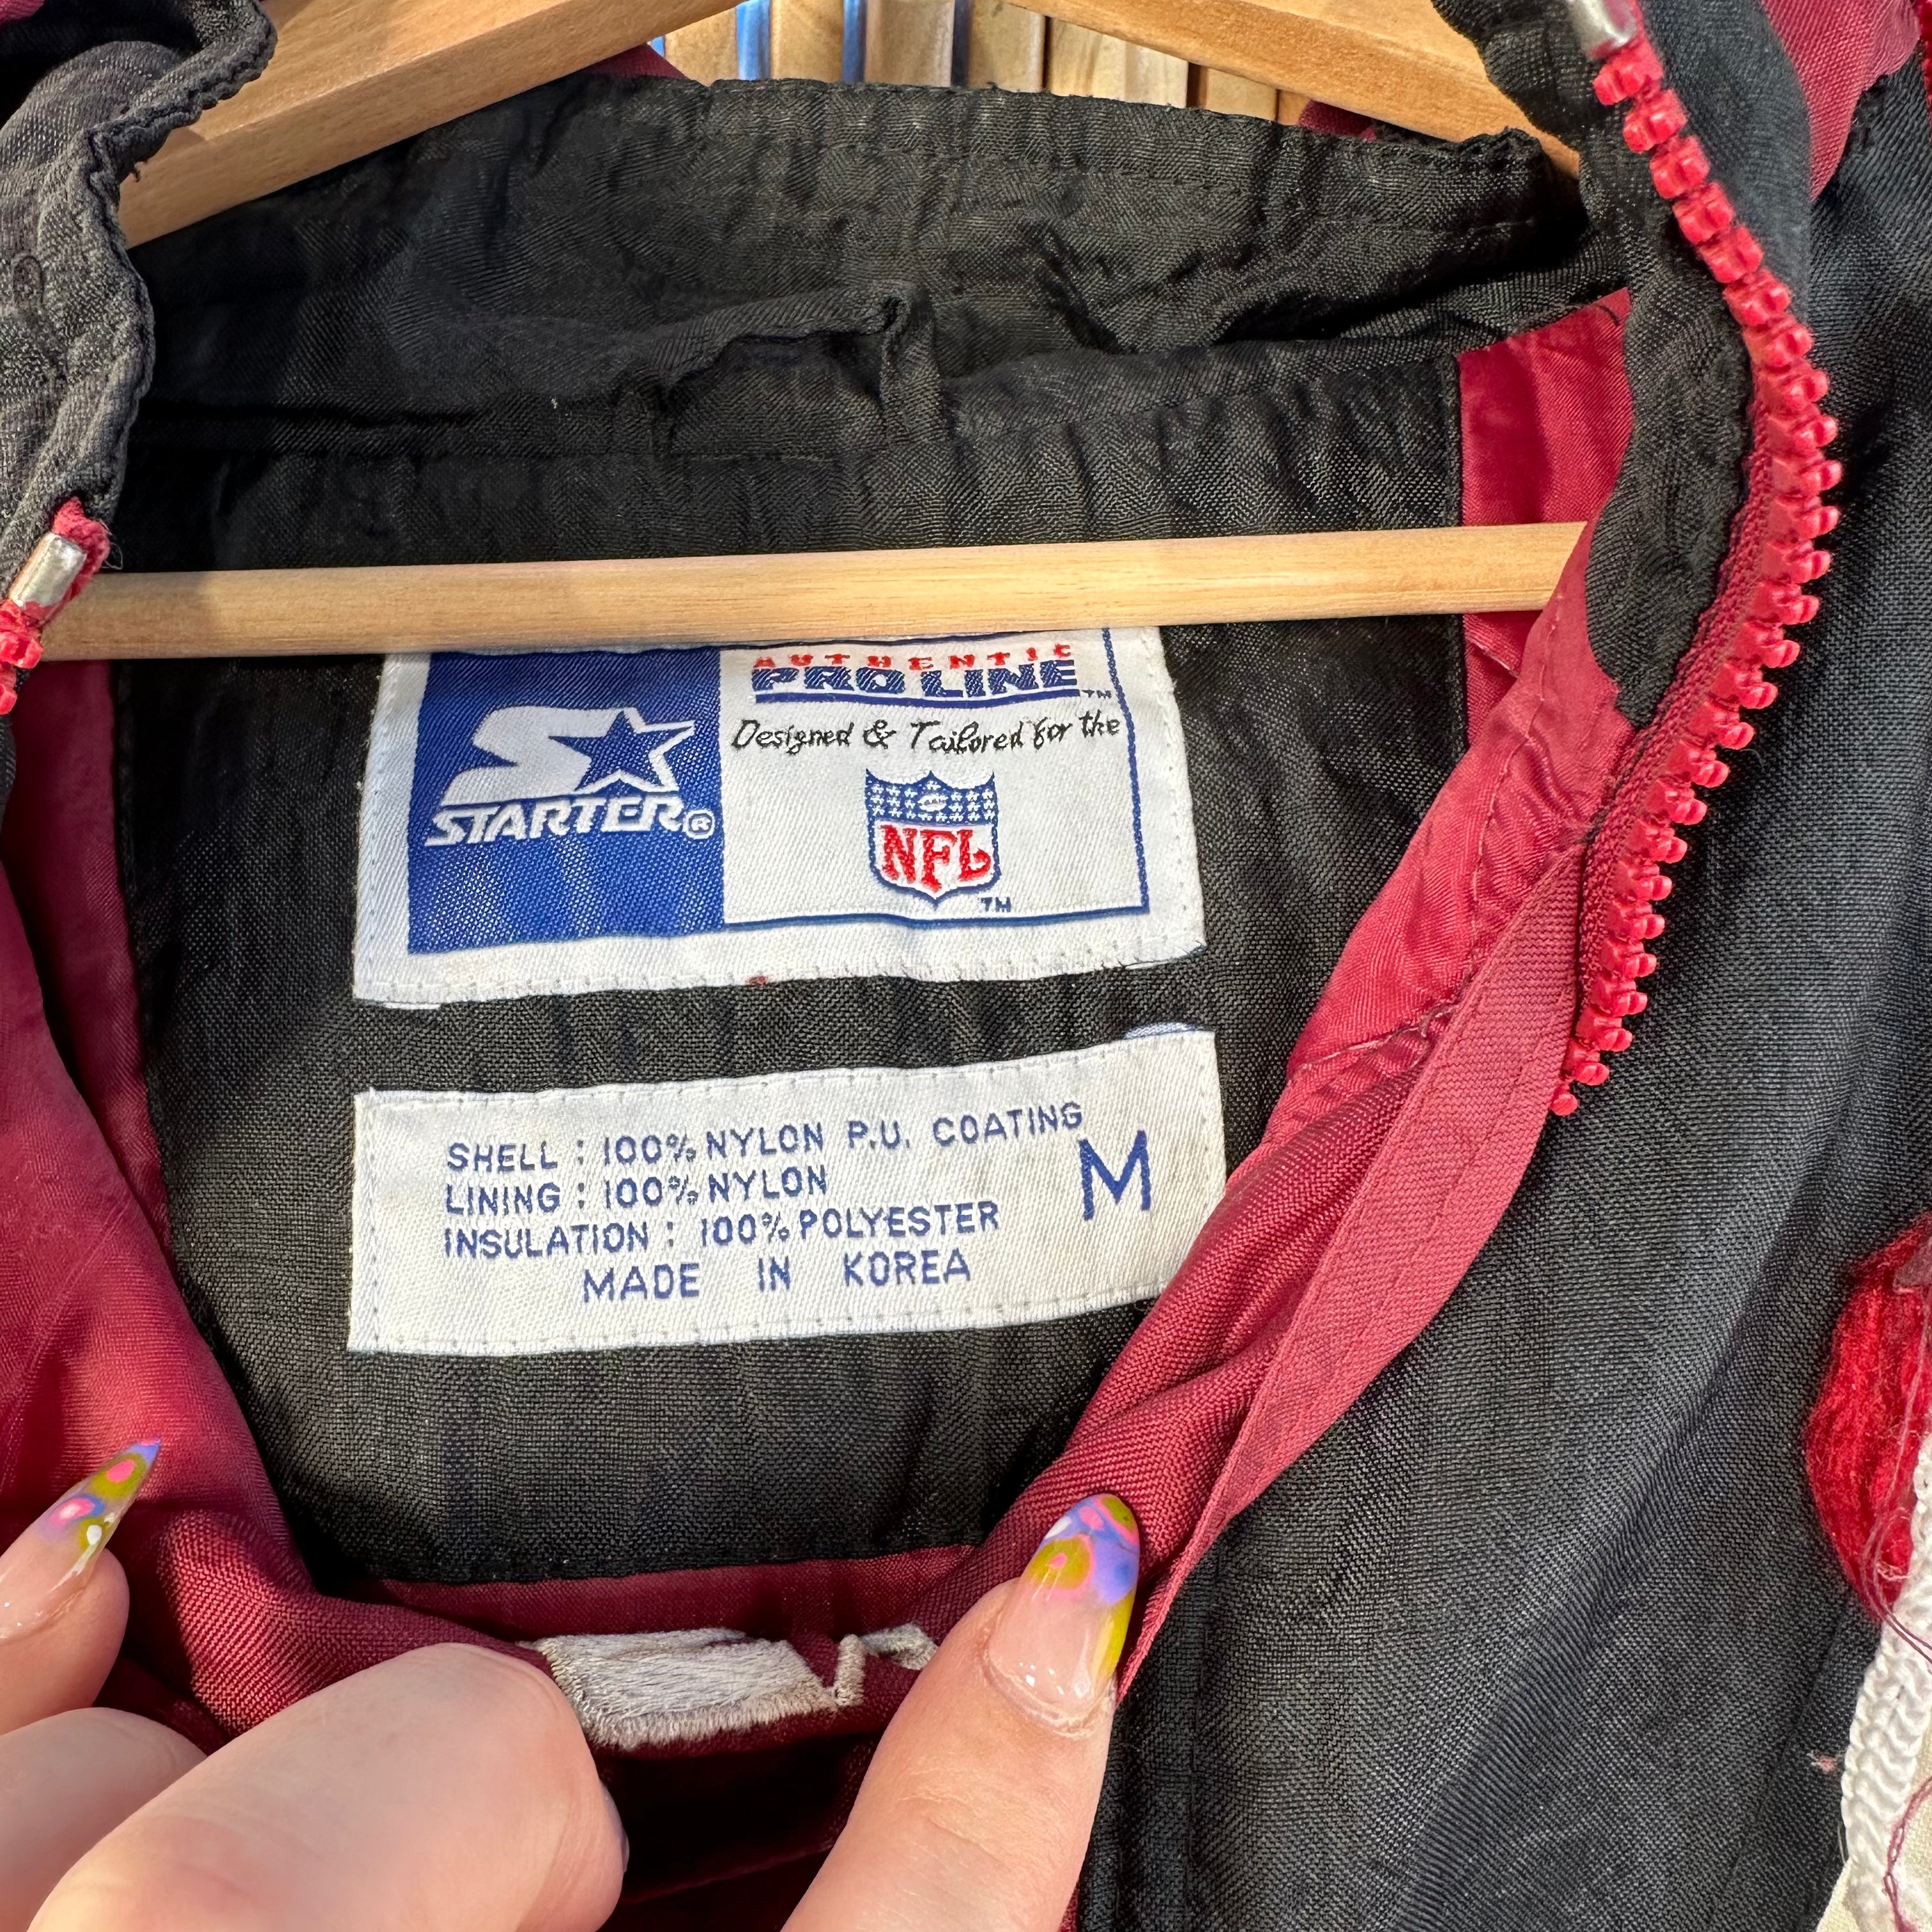 STARTER®
AUTHENTIC
PRO LINE™
Designed & Tailored for the
NFL
TM
SHELL : 100% NYLON P.U. COATING
LINING : 100% NYLON
INSULATION : 100% POLYESTER
MADE IN KOREA
M